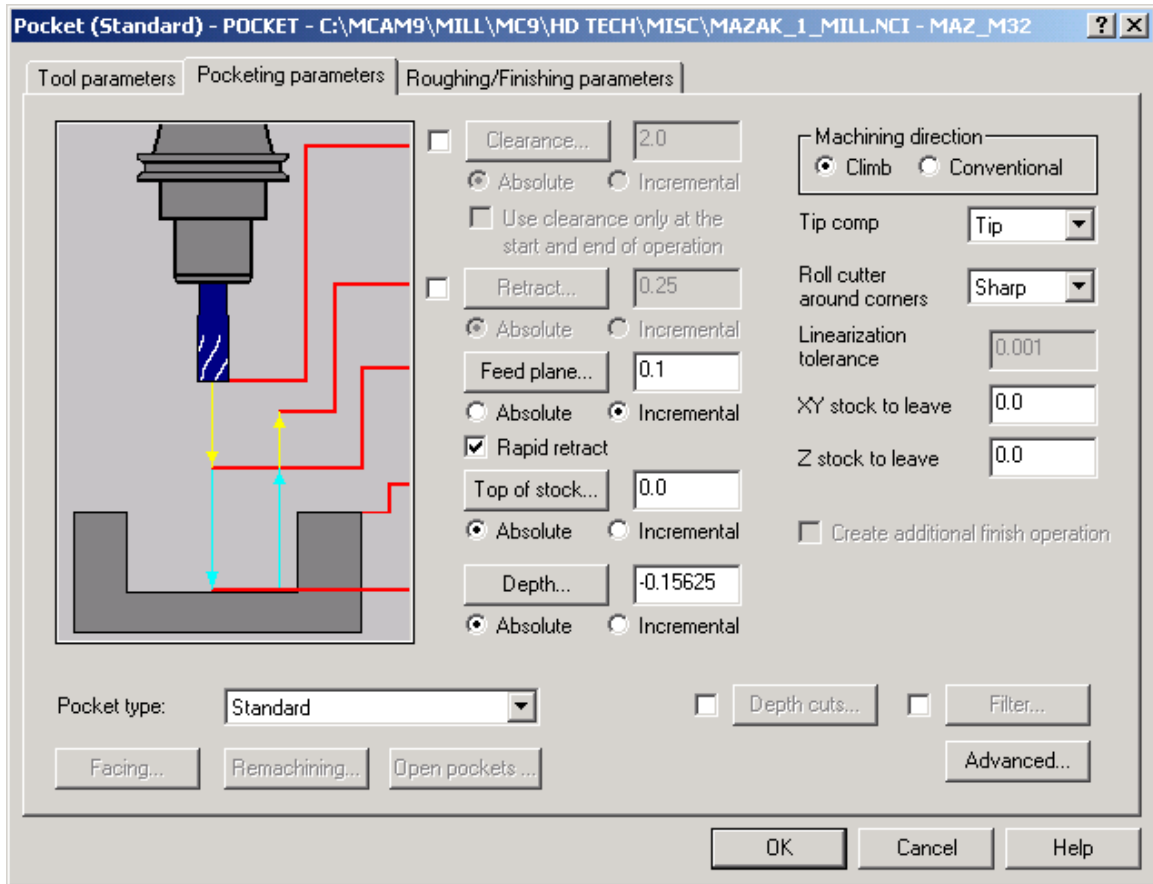 Pocket (Standard) - POCKET - C:\MCAM9\MILL\MC9\HD TECH\MISC\MAZAK_1_MILL.NCI - MAZ_M32
Tool parameters Pocketing parameters Roughing/Finishing parameters
Clearance... 2.0
Absolute Incremental
Use clearance only at the
start and end of operation
Retract... 0.25
Absolute Incremental
Feed plane... 0.1
Absolute Incremental
Rapid retract
Top of stock... 0.0
Absolute Incremental
Depth... -0.15625
Absolute Incremental
Machining direction
Climb Conventional
Tip comp Tip
Roll cutter
around corners Sharp
Linearization
tolerance 0.001
XY stock to leave 0.0
Z stock to leave 0.0
Create additional finish operation
Pocket type: Standard
Depth cuts... Filter...
Facing... Remachining... Open pockets ... Advanced...
OK Cancel Help